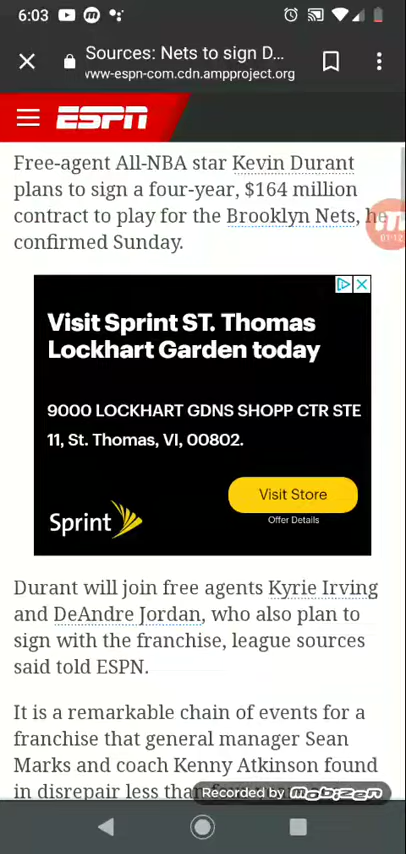 6:03
Sources: Nets to sign D...
www-espn-com.cdn.ampproject.org
ESPN
Free-agent All-NBA star Kevin Durant
plans to sign a four-year, $164 million
contract to play for the Brooklyn Nets, he
confirmed Sunday.
01:12
Visit Sprint ST. Thomas
Lockhart Garden today
9000 LOCKHART GDNS SHOPP CTR STE
11, St. Thomas, VI, 00802.
Visit Store
Sprint
Offer Details
Durant will join free agents Kyrie Irving
and DeAndre Jordan, who also plan to
sign with the franchise, league sources
said told ESPN.
It is a remarkable chain of events for a
franchise that general manager Sean
Marks and coach Kenny Atkinson found
in disrepair less than
Recorded by mobizen